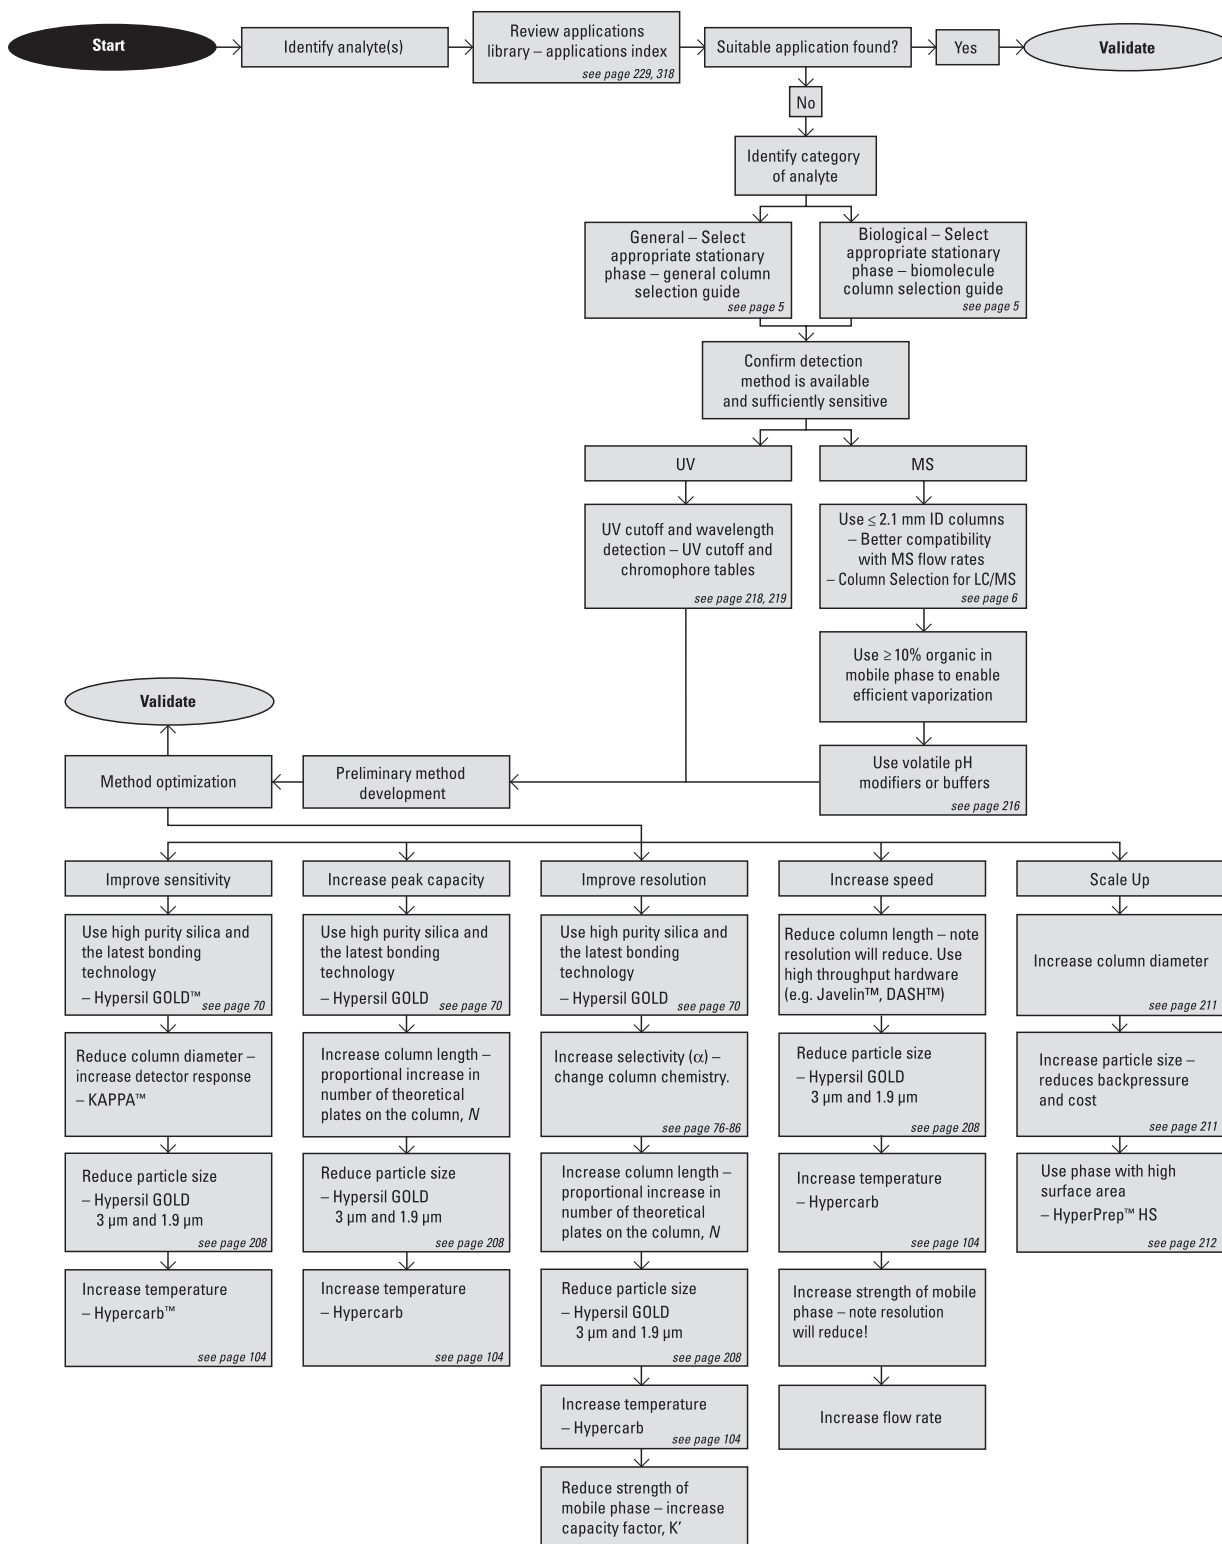 Start
Identify analyte(s)
Review applications
library – applications index
see page 229, 318
Suitable application found?
Yes
Validate
No
Identify category
of analyte
General – Select
appropriate stationary
phase – general column
selection guide
see page 5
Biological – Select
appropriate stationary
phase – biomolecule
column selection guide
see page 5
Confirm detection
method is available
and sufficiently sensitive
UV
MS
UV cutoff and wavelength
detection – UV cutoff and
chromophore tables
see page 218, 219
Use ≤ 2.1 mm ID columns
– Better compatibility
with MS flow rates
– Column Selection for LC/MS
see page 6
Use ≥ 10% organic in
mobile phase to enable
efficient vaporization
Use volatile pH
modifiers or buffers
see page 216
Preliminary method
development
Method optimization
Validate
Improve sensitivity
Use high purity silica and
the latest bonding
technology
– Hypersil GOLD™
see page 70
Reduce column diameter –
increase detector response
– KAPPA™
Reduce particle size
– Hypersil GOLD
3 µm and 1.9 µm
see page 208
Increase temperature
– Hypercarb™
see page 104
Increase peak capacity
Use high purity silica and
the latest bonding
technology
– Hypersil GOLD
see page 70
Increase column length –
proportional increase in
number of theoretical
plates on the column, N
Reduce particle size
– Hypersil GOLD
3 µm and 1.9 µm
see page 208
Increase temperature
– Hypercarb
see page 104
Improve resolution
Use high purity silica and
the latest bonding
technology
– Hypersil GOLD
see page 70
Increase selectivity (α) –
change column chemistry.
see page 76-86
Increase column length –
proportional increase in
number of theoretical
plates on the column, N
Reduce particle size
– Hypersil GOLD
3 µm and 1.9 µm
see page 208
Increase temperature
– Hypercarb
see page 104
Reduce strength of
mobile phase – increase
capacity factor, K’
Increase speed
Reduce column length – note
resolution will reduce. Use
high throughput hardware
(e.g. Javelin™, DASH™)
Reduce particle size
– Hypersil GOLD
3 µm and 1.9 µm
see page 208
Increase temperature
– Hypercarb
see page 104
Increase strength of mobile
phase – note resolution
will reduce!
Increase flow rate
Scale Up
Increase column diameter
see page 211
Increase particle size –
reduces backpressure
and cost
see page 211
Use phase with high
surface area
– HyperPrep™ HS
see page 212